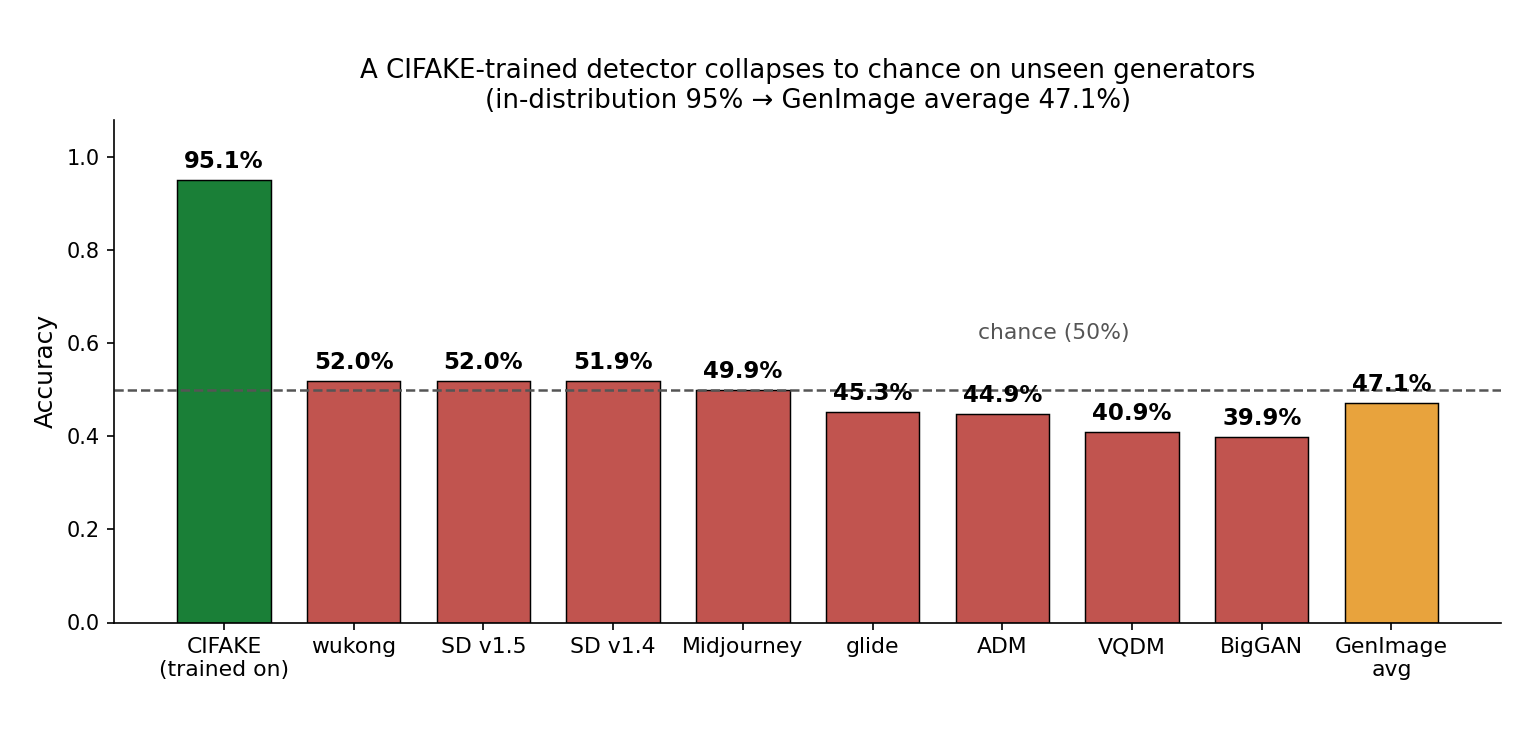 A CIFAKE-trained detector collapses to chance on unseen generators
(in-distribution 95% → GenImage average 47.1%)
Accuracy
1.0
0.8
0.6
0.4
0.2
0.0
95.1%
52.0%
52.0%
51.9%
49.9%
45.3%
44.9%
40.9%
39.9%
47.1%
chance (50%)
CIFAKE
(trained on)
wukong
SD v1.5
SD v1.4
Midjourney
glide
ADM
VQDM
BigGAN
GenImage
avg